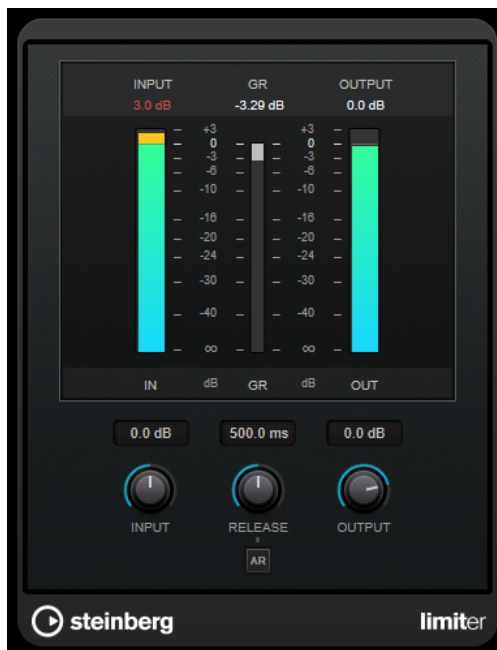 INPUT GR OUTPUT
3.0 dB -3.29 dB 0.0 dB
+3 +3
0 0
-3 -3
-6 -6
-10 -10
-16 -16
-20 -20
-24 -24
-30 -30
-40 -40
∞ ∞
IN dB GR dB OUT
0.0 dB 500.0 ms 0.0 dB
INPUT RELEASE OUTPUT
AR
steinberg limiter